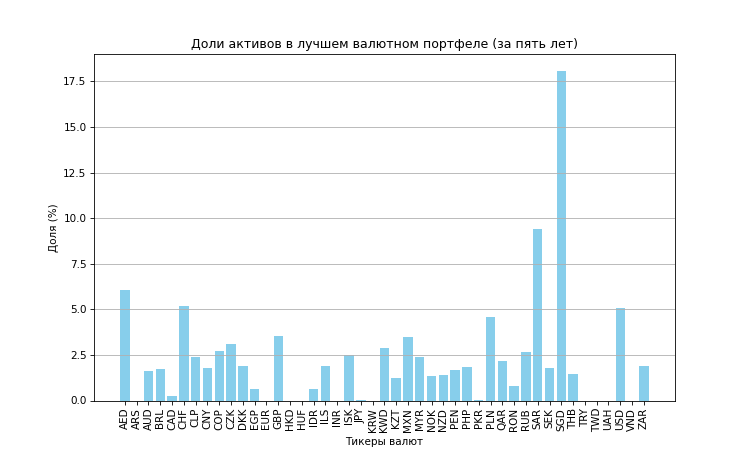 Доли активов в лучшем валютном портфеле (за пять лет)
Доля (%)
17.5
15.0
12.5
10.0
7.5
5.0
2.5
0.0
AED
ARS
AUD
BRL
CAD
CHF
CLP
CNY
COP
CZK
DKK
EGP
EUR
GBP
HKD
HUF
IDR
ILS
INR
ISK
JPY
KRW
KWD
KZT
MXN
MYR
NOK
NZD
PEN
PHP
PKR
PLN
QAR
RON
RUB
SAR
SEK
SGD
THB
TRY
TWD
UAH
USD
VND
ZAR
Тикеры валют